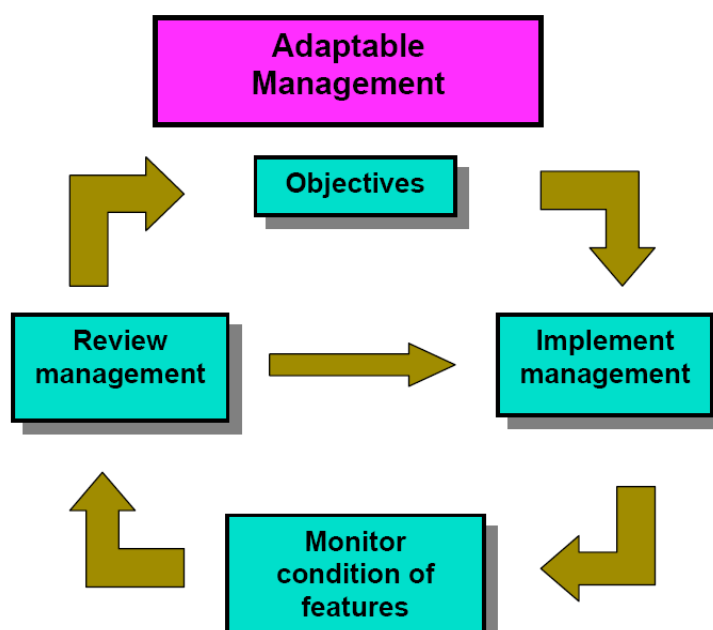 Adaptable
Management
Objectives
Review
management
Implement
management
Monitor
condition of
features